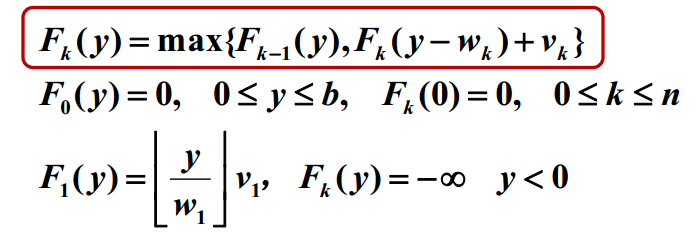 F_k(y) = max{F_{k-1}(y), F_k(y − w_k) + v_k}
F_0(y) = 0, 0 ≤ y ≤ b, F_k(0) = 0, 0 ≤ k ≤ n
F_1(y) = ⌊y/w_1⌋ v_1, F_k(y) = −∞ y < 0